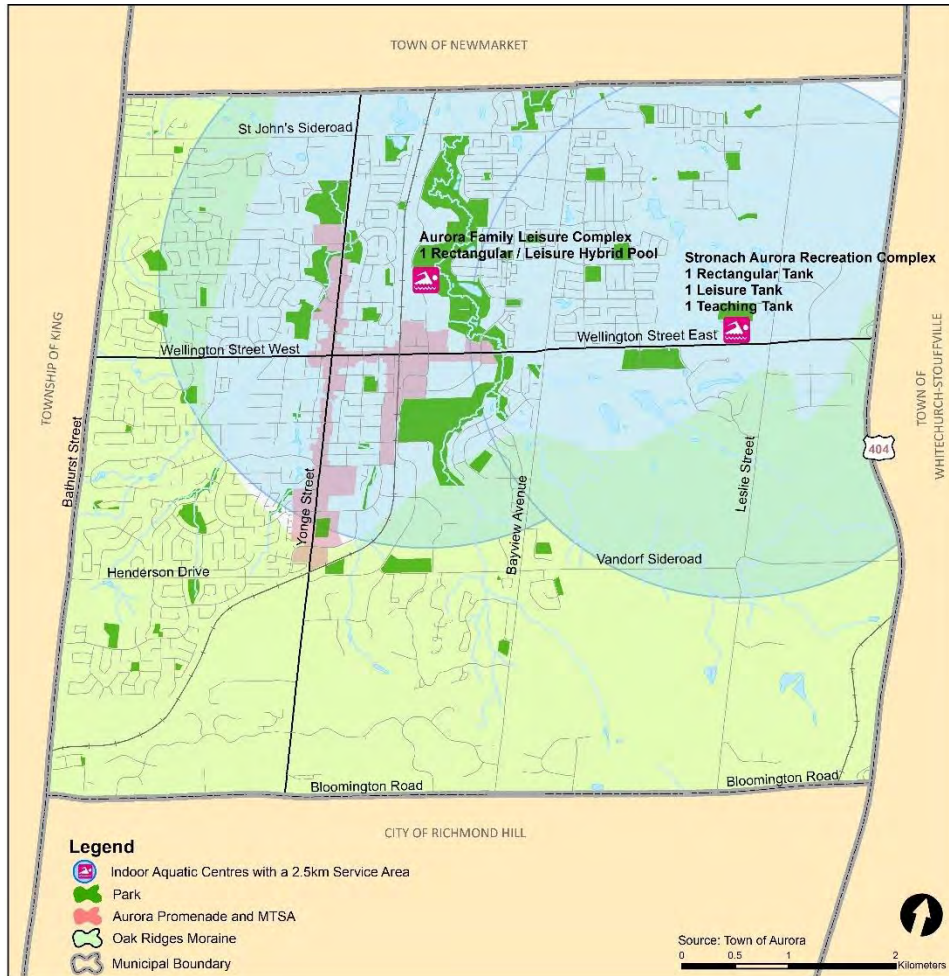 TOWN OF NEWMARKET
St John's Sideroad
Aurora Family Leisure Complex
1 Rectangular / Leisure Hybrid Pool
Stronach Aurora Recreation Complex
1 Rectangular Tank
1 Leisure Tank
1 Teaching Tank
Wellington Street West
Wellington Street East
TOWNSHIP OF KING
Bathurst Street
Yonge Street
Bayview Avenue
Leslie Street
404
TOWN OF
WHITECHURCH-STOUFFVILLE
Henderson Drive
Vandorf Sideroad
Bloomington Road
Bloomington Road
CITY OF RICHMOND HILL
Legend
Indoor Aquatic Centres with a 2.5km Service Area
Park
Aurora Promenade and MTSA
Oak Ridges Moraine
Municipal Boundary
Source: Town of Aurora
0 0.5 1 2
Kilometers